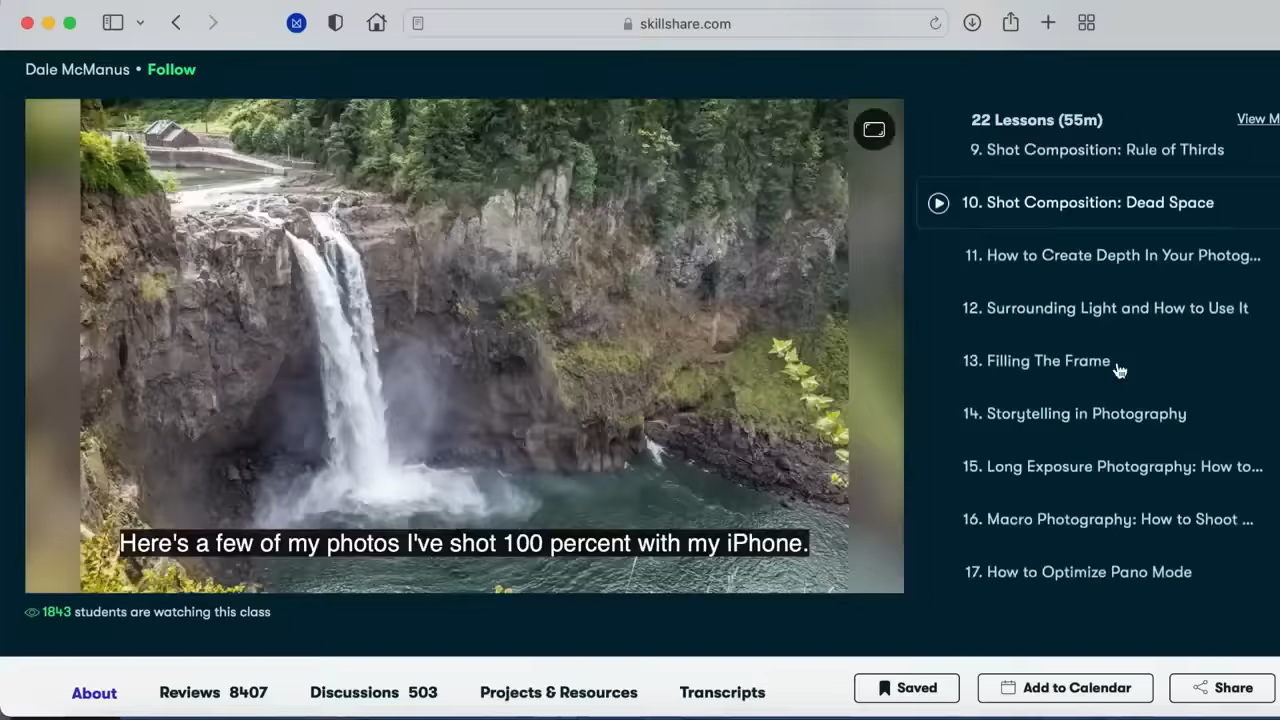 skillshare.com
Dale McManus • Follow
22 Lessons (55m)
View M
9. Shot Composition: Rule of Thirds
10. Shot Composition: Dead Space
11. How to Create Depth In Your Photog...
12. Surrounding Light and How to Use It
13. Filling The Frame
14. Storytelling in Photography
15. Long Exposure Photography: How to...
16. Macro Photography: How to Shoot ...
17. How to Optimize Pano Mode
Here's a few of my photos I've shot 100 percent with my iPhone.
1843 students are watching this class
About Reviews 8407 Discussions 503 Projects & Resources Transcripts Saved Add to Calendar Share